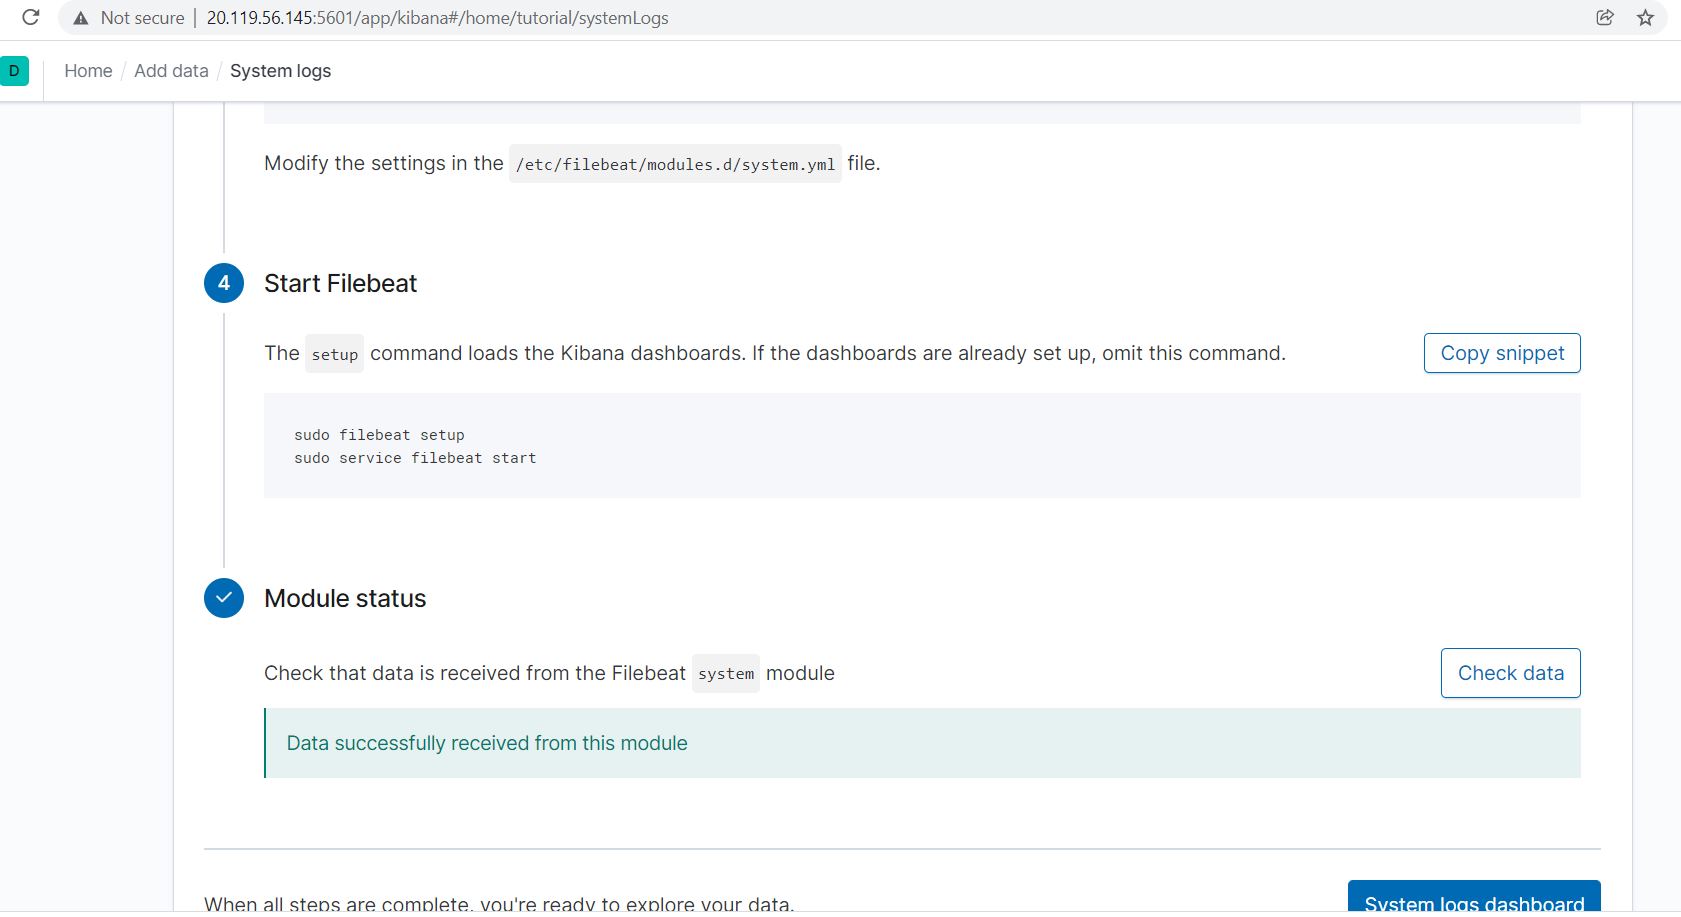 Not secure | 20.119.56.145:5601/app/kibana#/home/tutorial/systemLogs
D Home / Add data / System logs
Modify the settings in the /etc/filebeat/modules.d/system.yml file.
4 Start Filebeat
The setup command loads the Kibana dashboards. If the dashboards are already set up, omit this command.
Copy snippet
sudo filebeat setup
sudo service filebeat start
Module status
Check that data is received from the Filebeat system module
Check data
Data successfully received from this module
When all steps are complete, you're ready to explore your data.
System logs dashboard